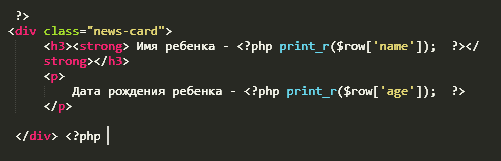 ?>
<div class="news-card">
<h3><strong> Имя ребенка - <?php print_r($row['name']);  ?></
strong></h3>
<p>
Дата рождения ребенка - <?php print_r($row['age']);  ?>
</p>
</div> <?php